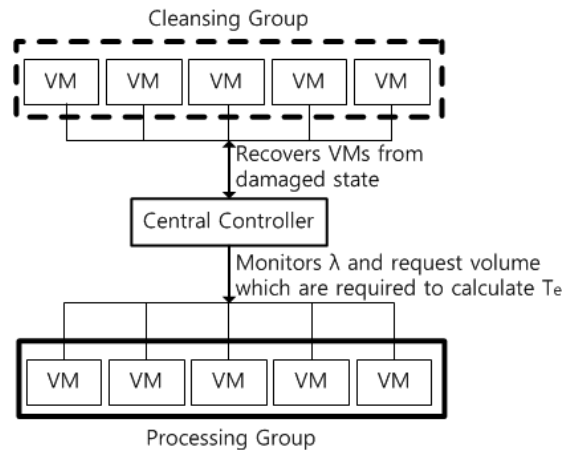 Cleansing Group
VM VM VM VM VM
Recovers VMs from
damaged state
Central Controller
Monitors λ and request volume
which are required to calculate Te
VM VM VM VM VM
Processing Group